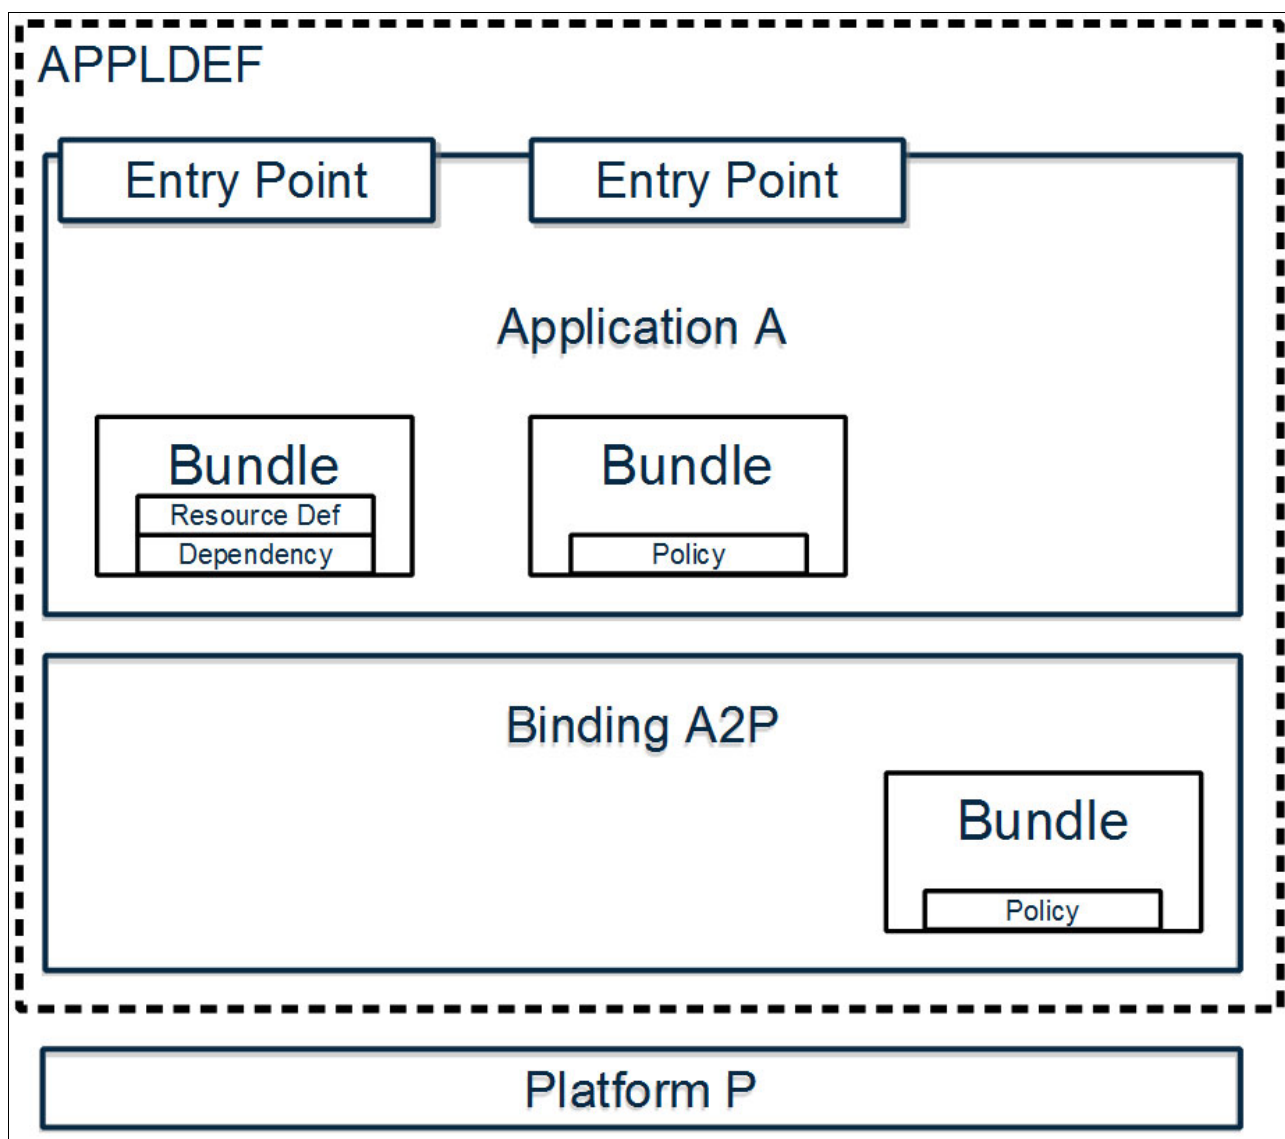 APPLDEF
Entry Point
Entry Point
Application A
Bundle
Resource Def
Dependency
Bundle
Policy
Binding A2P
Bundle
Policy
Platform P